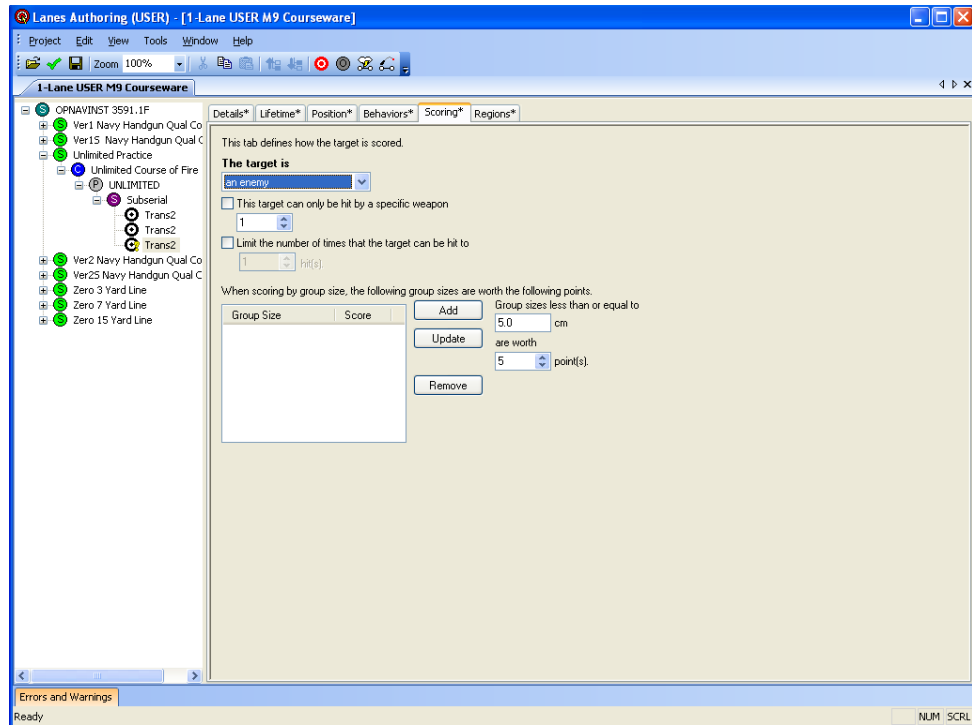 Lanes Authoring (USER) - [1-Lane USER M9 Courseware]
Project Edit View Tools Window Help
Zoom 100%
1-Lane USER M9 Courseware
OPNAVINST 3591.1F
Ver1 Navy Handgun Qual Co
Ver1S Navy Handgun Qual C
Unlimited Practice
Unlimited Course of Fire
UNLIMITED
Subserial
Trans2
Trans2
Trans2
Ver2 Navy Handgun Qual Co
Ver2S Navy Handgun Qual C
Zero 3 Yard Line
Zero 7 Yard Line
Zero 15 Yard Line
Details* Lifetime* Position* Behaviors* Scoring* Regions*
This tab defines how the target is scored.
The target is
an enemy
This target can only be hit by a specific weapon
1
Limit the number of times that the target can be hit to
1 hit(s).
When scoring by group size, the following group sizes are worth the following points.
Group Size Score
Add
Update
Remove
Group sizes less than or equal to
5.0 cm
are worth
5 point(s).
Errors and Warnings
Ready NUM SCRL